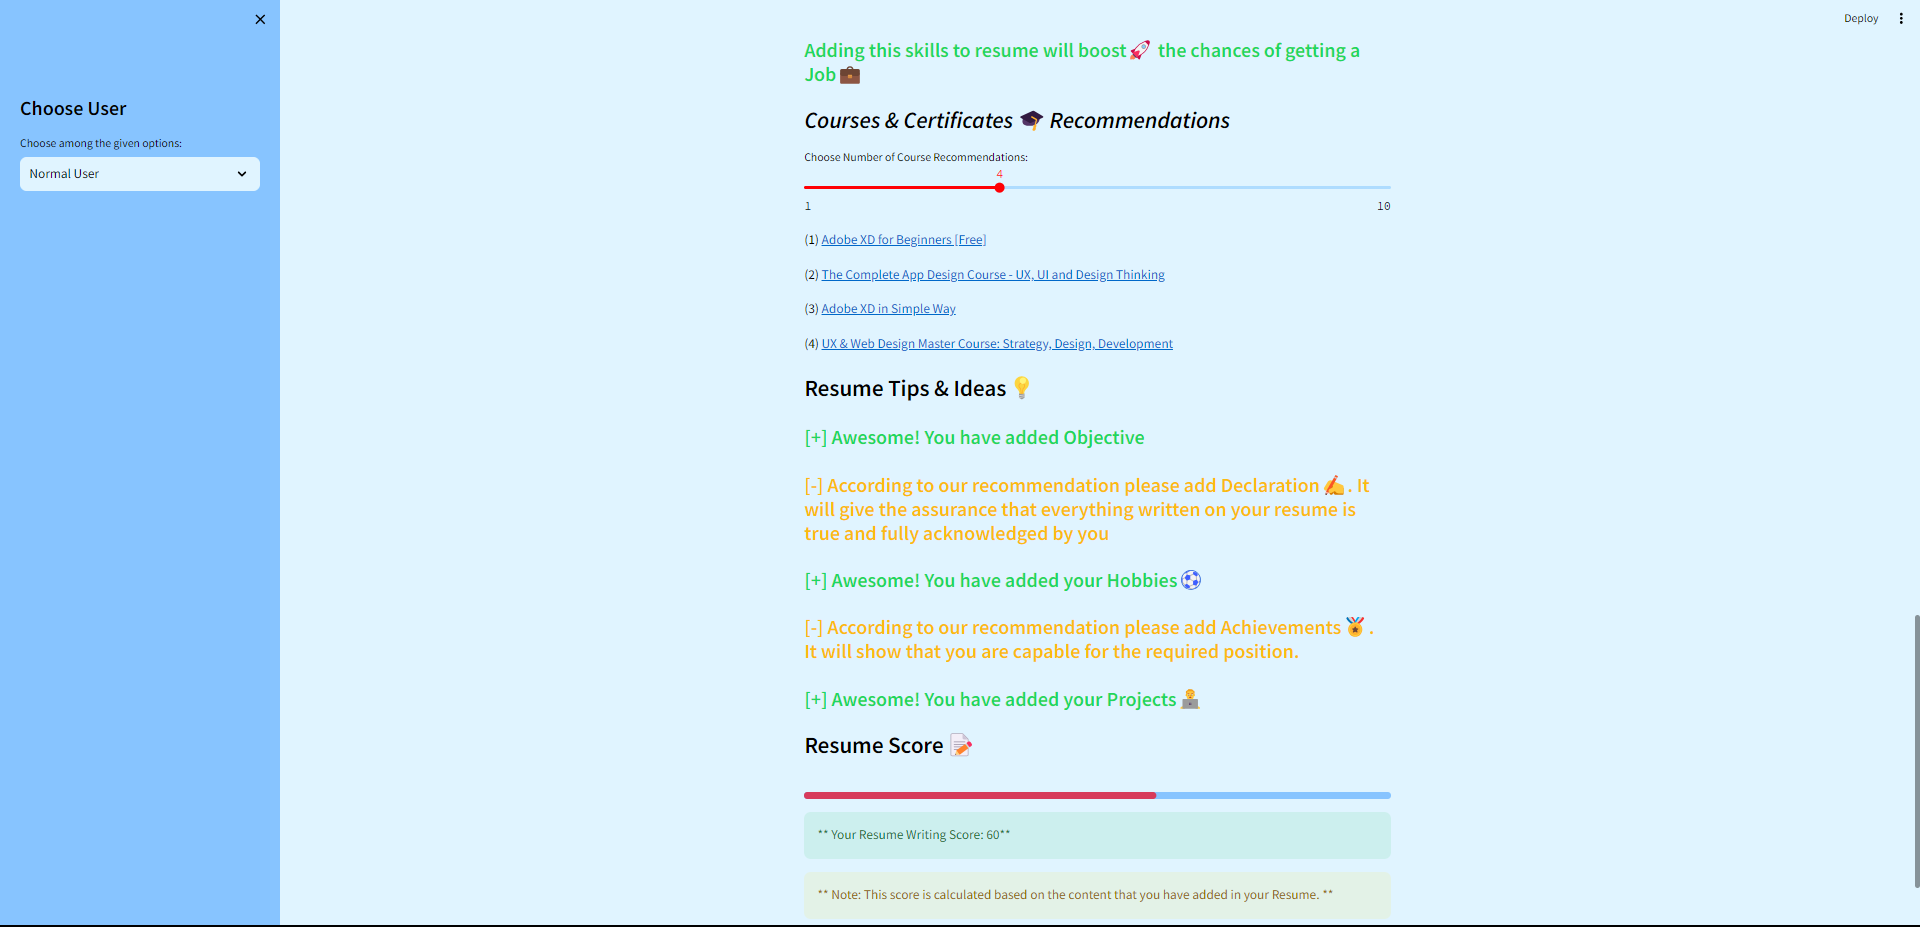 Deploy
Choose User
Choose among the given options:
Normal User
Adding this skills to resume will boost🚀 the chances of getting a
Job💼
Courses & Certificates 🎓 Recommendations
Choose Number of Course Recommendations:
4
1 10
(1) Adobe XD for Beginners [Free]
(2) The Complete App Design Course - UX, UI and Design Thinking
(3) Adobe XD in Simple Way
(4) UX & Web Design Master Course: Strategy, Design, Development
Resume Tips & Ideas 💡
[+] Awesome! You have added Objective
[-] According to our recommendation please add Declaration✍. It
will give the assurance that everything written on your resume is
true and fully acknowledged by you
[+] Awesome! You have added your Hobbies⚽
[-] According to our recommendation please add Achievements🏅.
It will show that you are capable for the required position.
[+] Awesome! You have added your Projects👨‍💻
Resume Score 📝
** Your Resume Writing Score: 60**
** Note: This score is calculated based on the content that you have added in your Resume. **